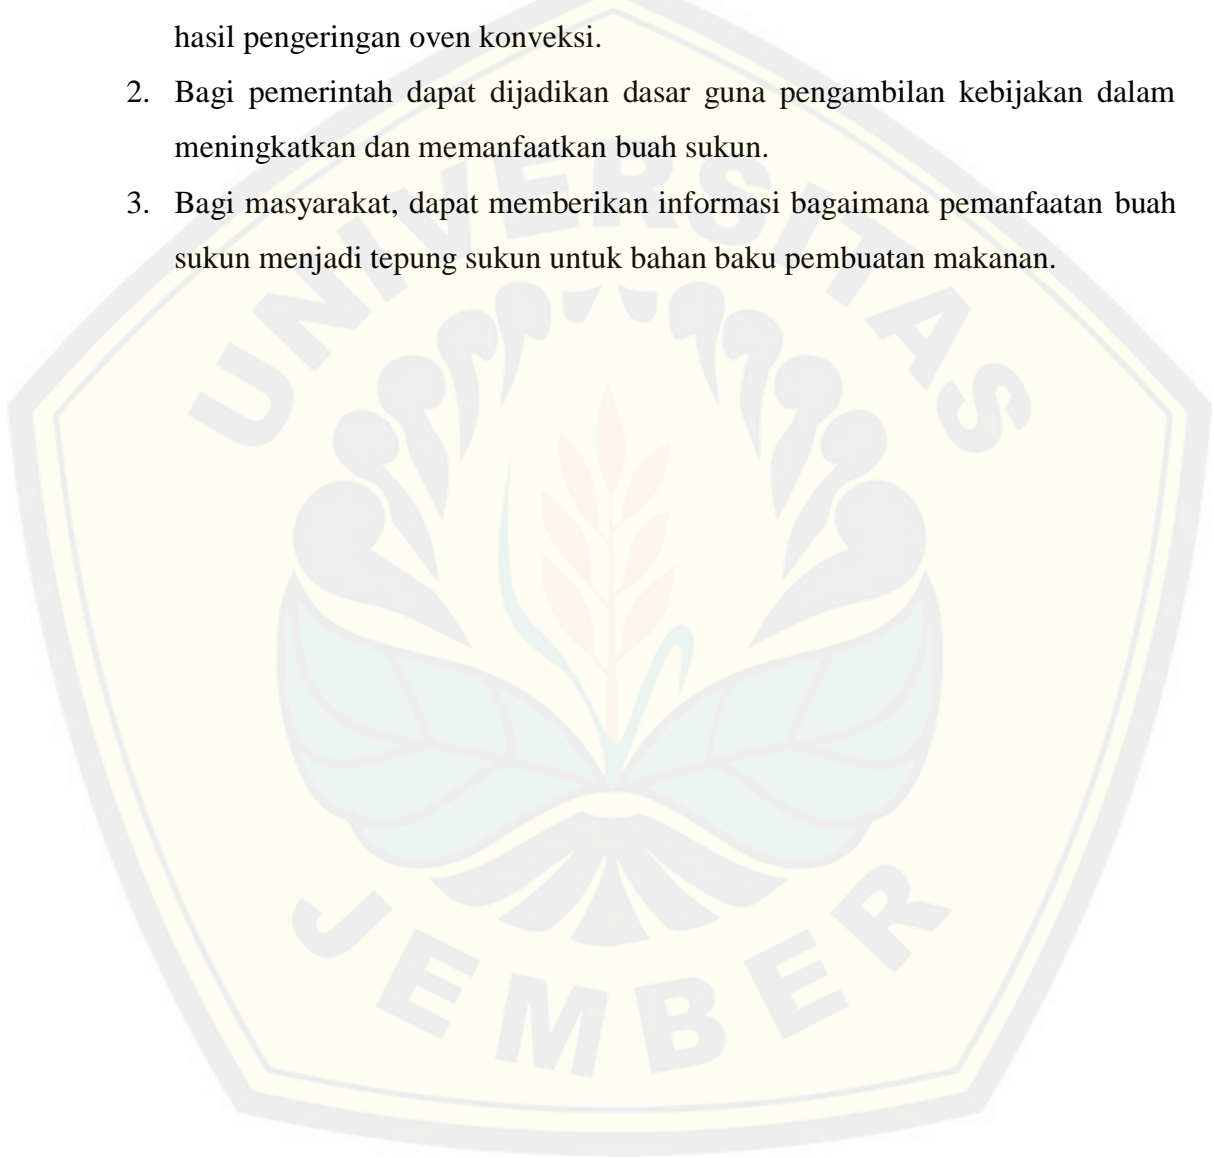 hasil pengeringan oven konveksi.
2. Bagi pemerintah dapat dijadikan dasar guna pengambilan kebijakan dalam
meningkatkan dan memanfaatkan buah sukun.
3. Bagi masyarakat, dapat memberikan informasi bagaimana pemanfaatan buah
sukun menjadi tepung sukun untuk bahan baku pembuatan makanan.
UNIVERSITAS
JEMBER